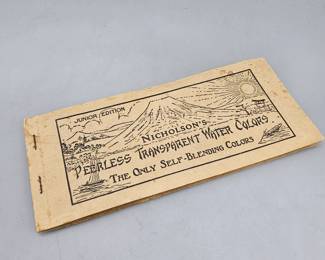 JUNIOR EDITION
NICHOLSON'S
PEERLESS TRANSPARENT WATER COLORS
THE ONLY SELF-BLENDING COLORS